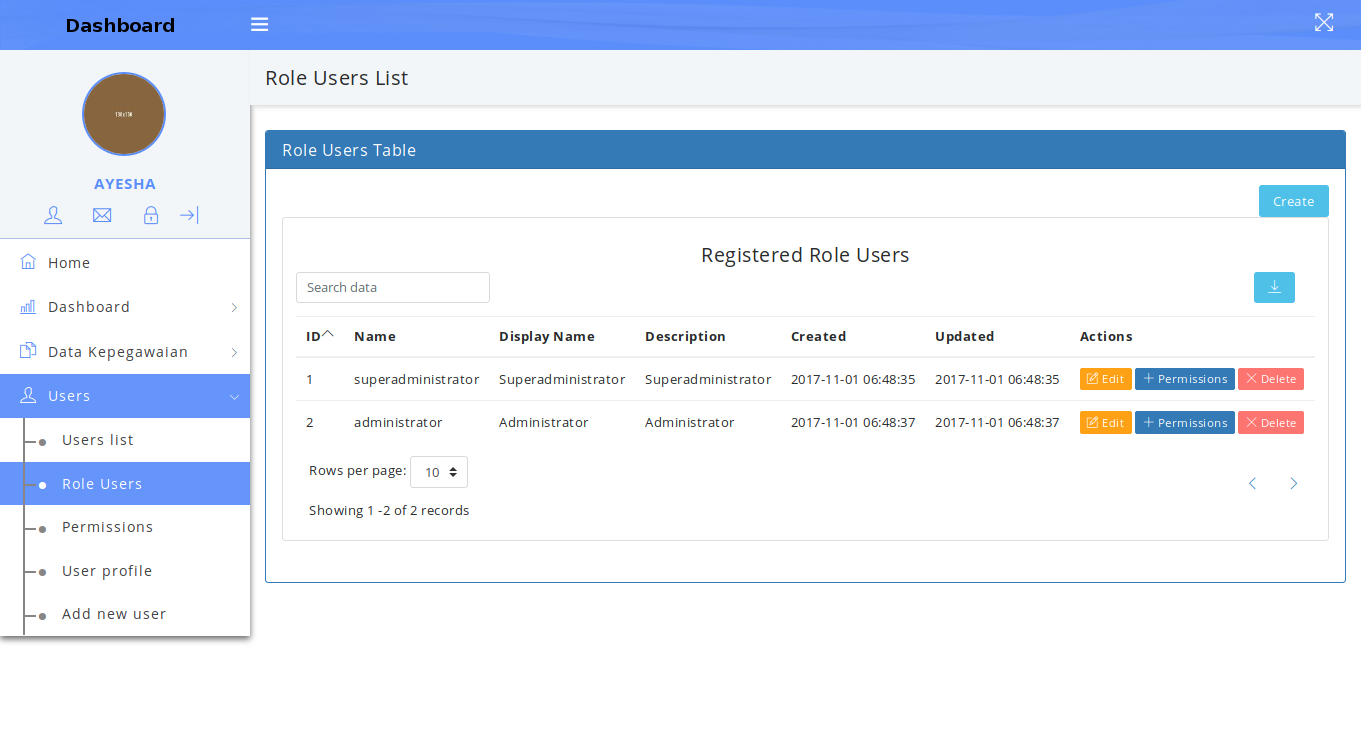 Dashboard
Role Users List
130x130
AYESHA
Home
Dashboard
Data Kepegawaian
Users
Users list
Role Users
Permissions
User profile
Add new user
Role Users Table
Create
Registered Role Users
Search data
ID Name Display Name Description Created Updated Actions
1 superadministrator Superadministrator Superadministrator 2017-11-01 06:48:35 2017-11-01 06:48:35 Edit Permissions Delete
2 administrator Administrator Administrator 2017-11-01 06:48:37 2017-11-01 06:48:37 Edit Permissions Delete
Rows per page: 10
Showing 1 -2 of 2 records